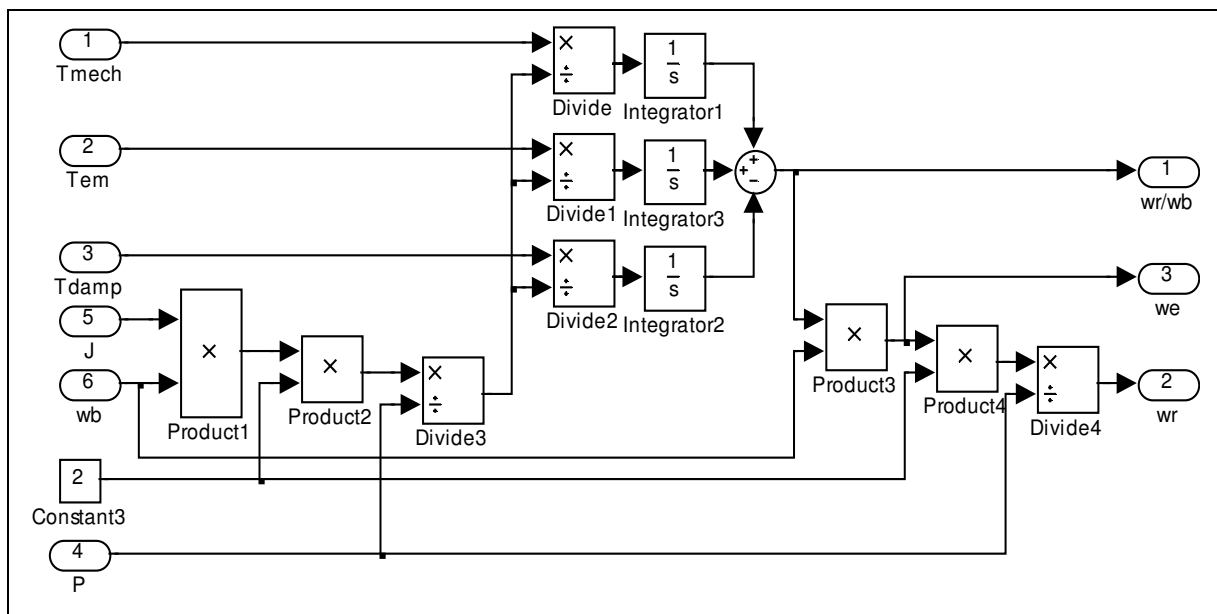 1
Tmech
×
÷
Divide
1
s
Integrator1
2
Tem
×
÷
Divide1
1
s
Integrator3
+
+
−
1
wr/wb
3
Tdamp
×
÷
Divide2
1
s
Integrator2
3
we
5
J
6
wb
×
Product1
×
Product2
×
÷
Divide3
×
Product3
×
Product4
×
÷
Divide4
2
wr
2
Constant3
4
P